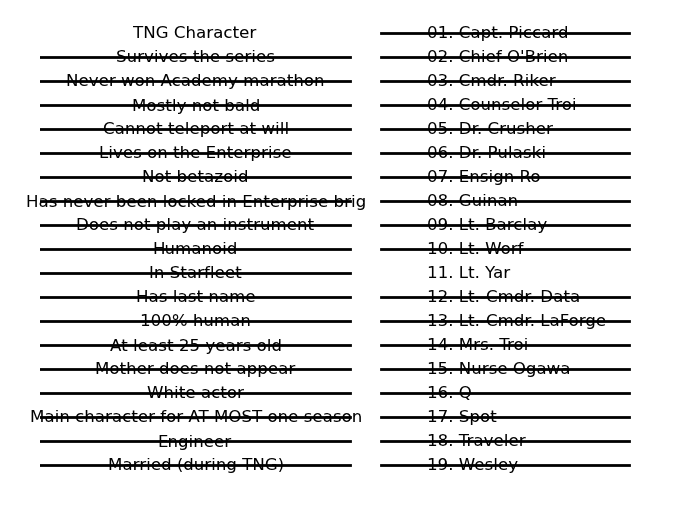 TNG Character
Survives the series
Never won Academy marathon
Mostly not bald
Cannot teleport at will
Lives on the Enterprise
Not betazoid
Has never been locked in Enterprise brig
Does not play an instrument
Humanoid
In Starfleet
Has last name
100% human
At least 25 years old
Mother does not appear
White actor
Main character for AT MOST one season
Engineer
Married (during TNG)
01. Capt. Piccard
02. Chief O'Brien
03. Cmdr. Riker
04. Counselor Troi
05. Dr. Crusher
06. Dr. Pulaski
07. Ensign Ro
08. Guinan
09. Lt. Barclay
10. Lt. Worf
11. Lt. Yar
12. Lt. Cmdr. Data
13. Lt. Cmdr. LaForge
14. Mrs. Troi
15. Nurse Ogawa
16. Q
17. Spot
18. Traveler
19. Wesley